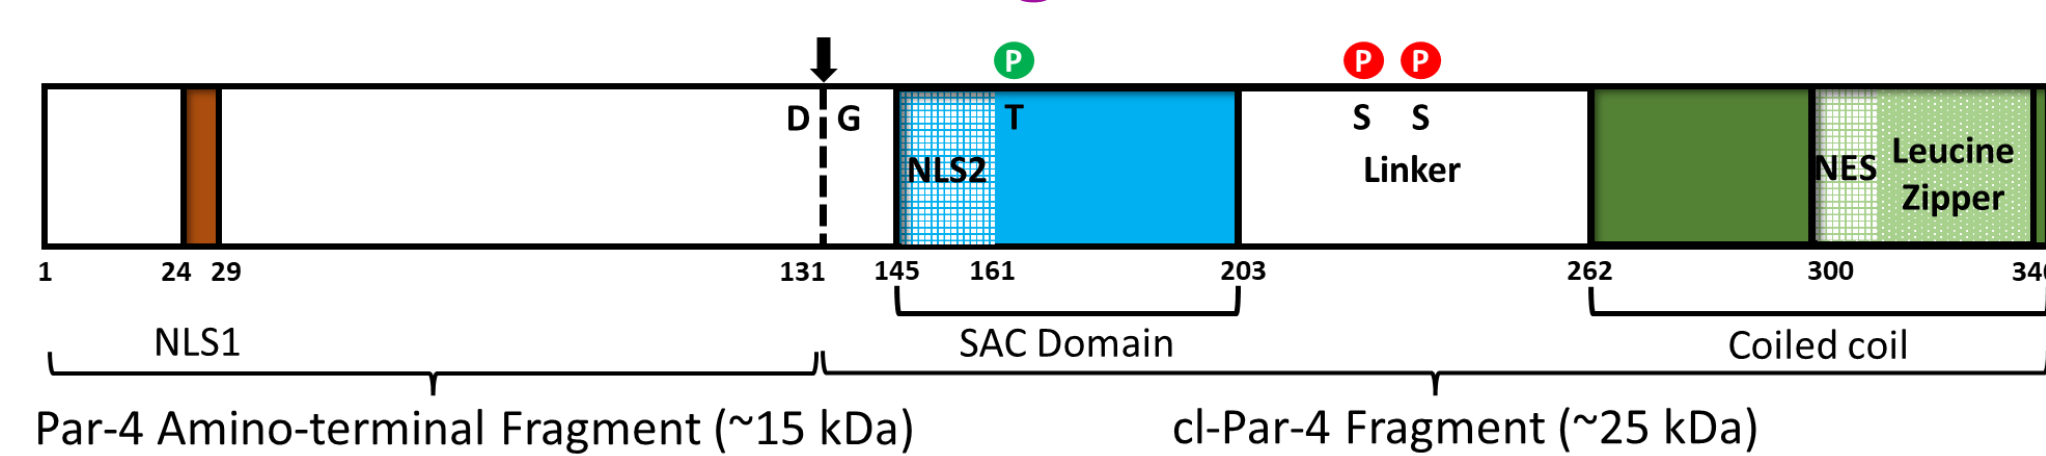 P P P
D G T S S
NLS2 Linker NES Leucine
Zipper
1 24 29 131 145 161 203 262 300
NLS1 SAC Domain Coiled coil
Par-4 Amino-terminal Fragment (~15 kDa) cl-Par-4 Fragment (~25 kDa)